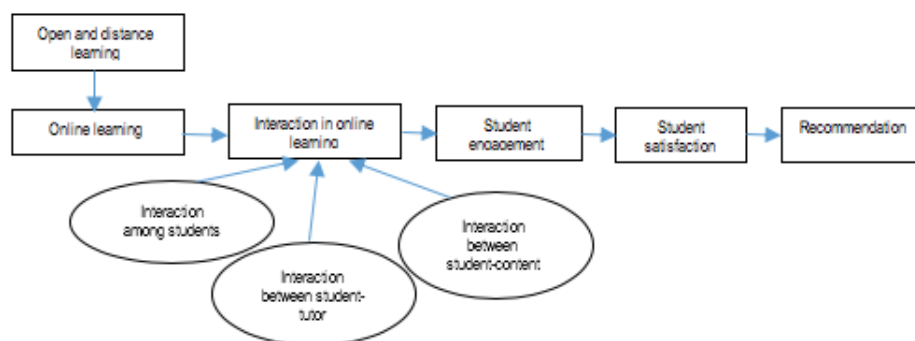 Open and distance
learning
Online learning
Interaction in online
learning
Student
engagement
Student
satisfaction
Recommendation
Interaction
among students
Interaction
between student-
tutor
Interaction
between
student-content